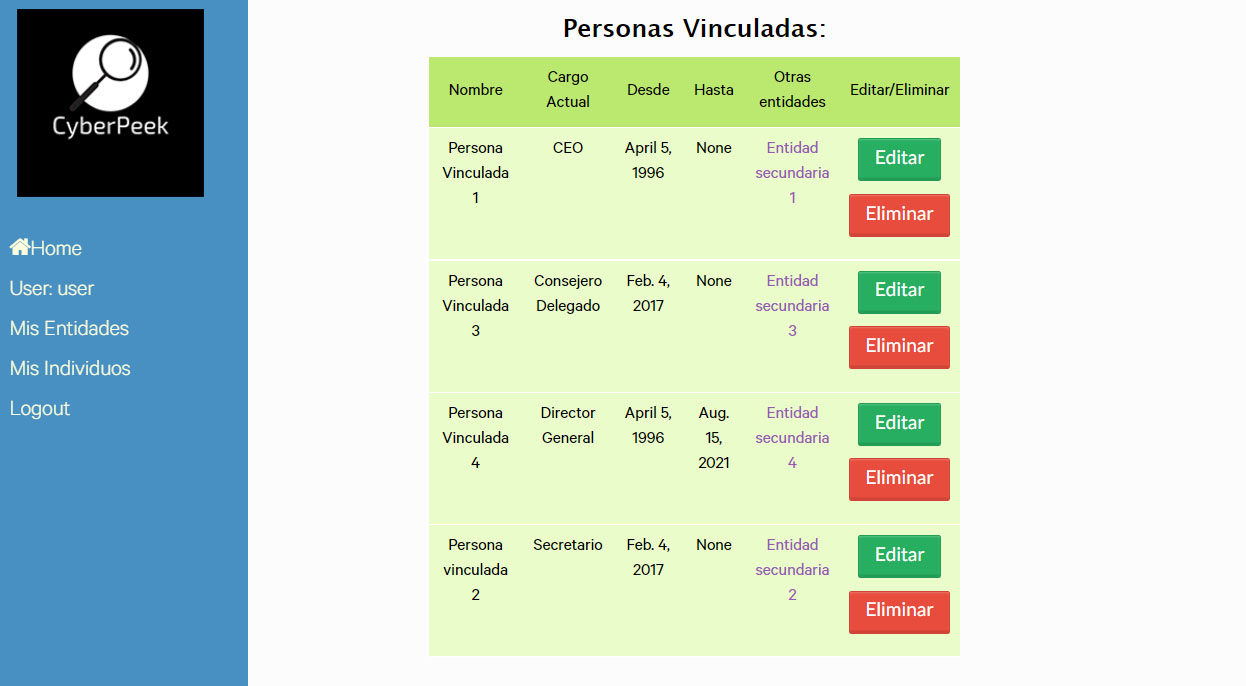 CyberPeek
Home
User: user
Mis Entidades
Mis Individuos
Logout
Personas Vinculadas:
Nombre
Cargo
Actual
Desde
Hasta
Otras
entidades
Editar/Eliminar
Persona
Vinculada
1
CEO
April 5,
1996
None
Entidad
secundaria
1
Editar
Eliminar
Persona
Vinculada
3
Consejero
Delegado
Feb. 4,
2017
None
Entidad
secundaria
3
Editar
Eliminar
Persona
Vinculada
4
Director
General
April 5,
1996
Aug.
15,
2021
Entidad
secundaria
4
Editar
Eliminar
Persona
vinculada
2
Secretario
Feb. 4,
2017
None
Entidad
secundaria
2
Editar
Eliminar